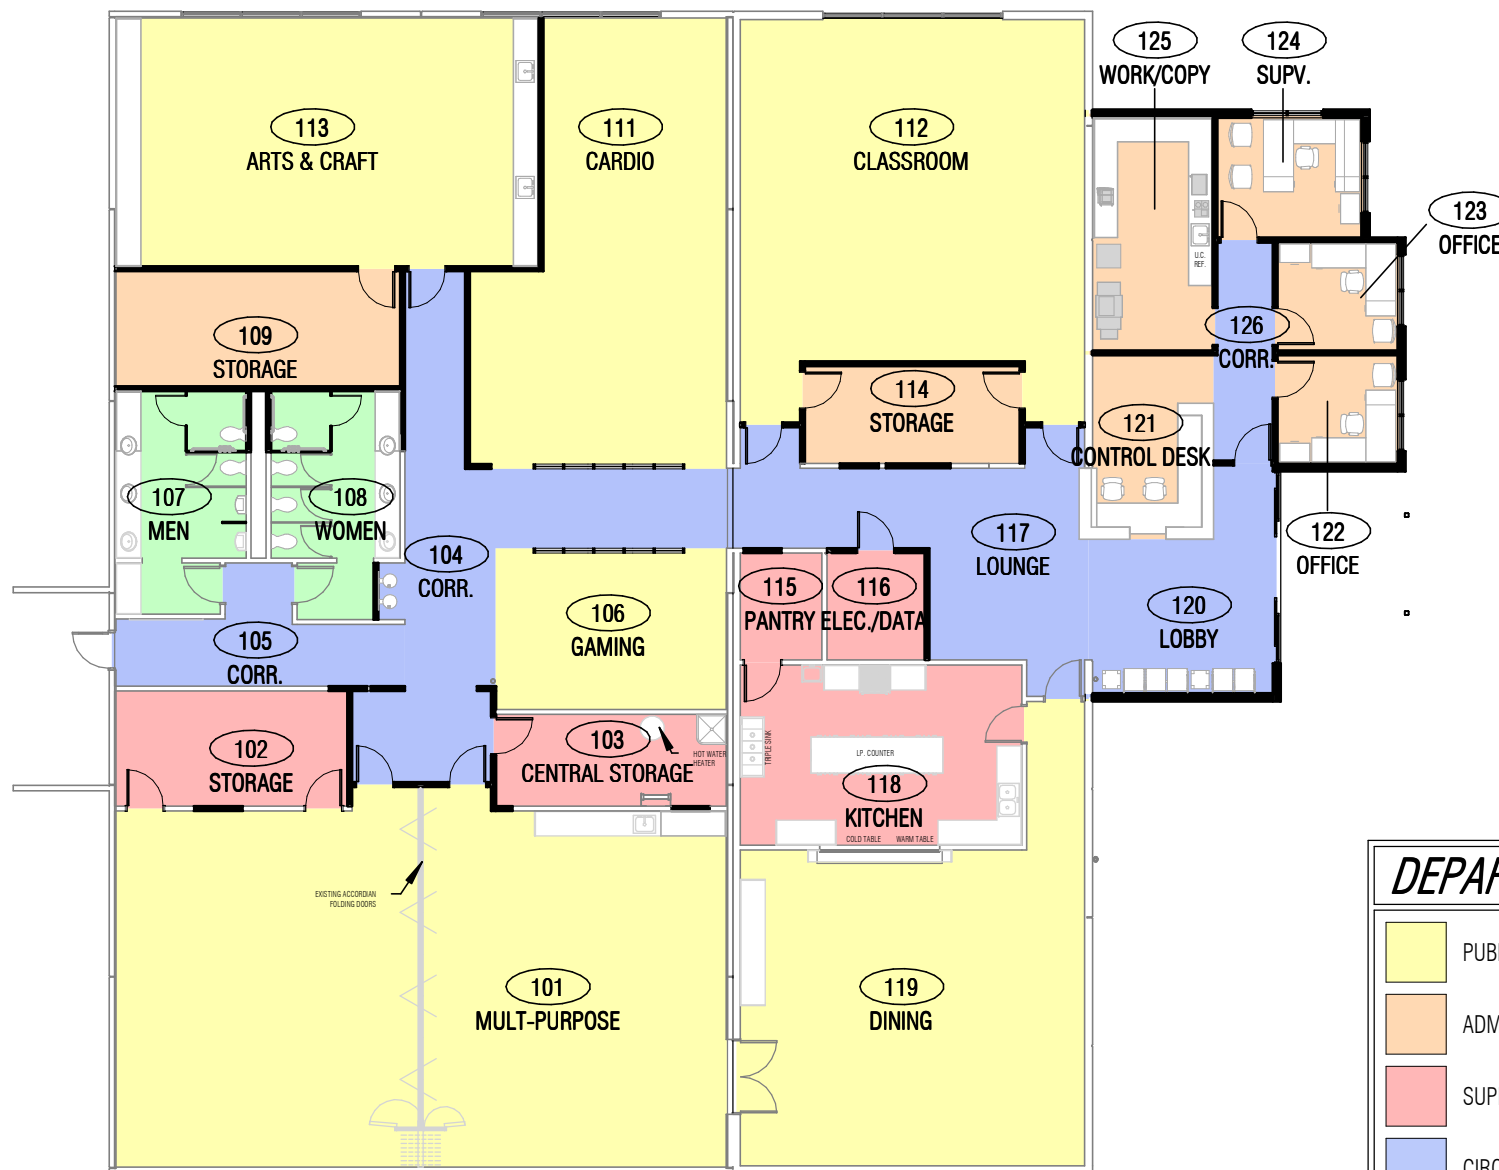 125
WORK/COPY
124
SUPV.
113
ARTS & CRAFT
111
CARDIO
112
CLASSROOM
123
OFFICE
U.C.
REF.
126
CORR.
109
STORAGE
114
STORAGE
121
CONTROL DESK
107
MEN
108
WOMEN
104
CORR.
117
LOUNGE
122
OFFICE
115
PANTRY
116
ELEC./DATA
106
GAMING
120
LOBBY
105
CORR.
102
STORAGE
103
CENTRAL STORAGE
HOT WATER
HEATER
TRIPLE SINK
LP. COUNTER
118
KITCHEN
COLD TABLE
WARM TABLE
EXISTING ACCORDIAN
FOLDING DOORS
101
MULT-PURPOSE
119
DINING
DEPAR
PUB
ADM
SUP
CIRC